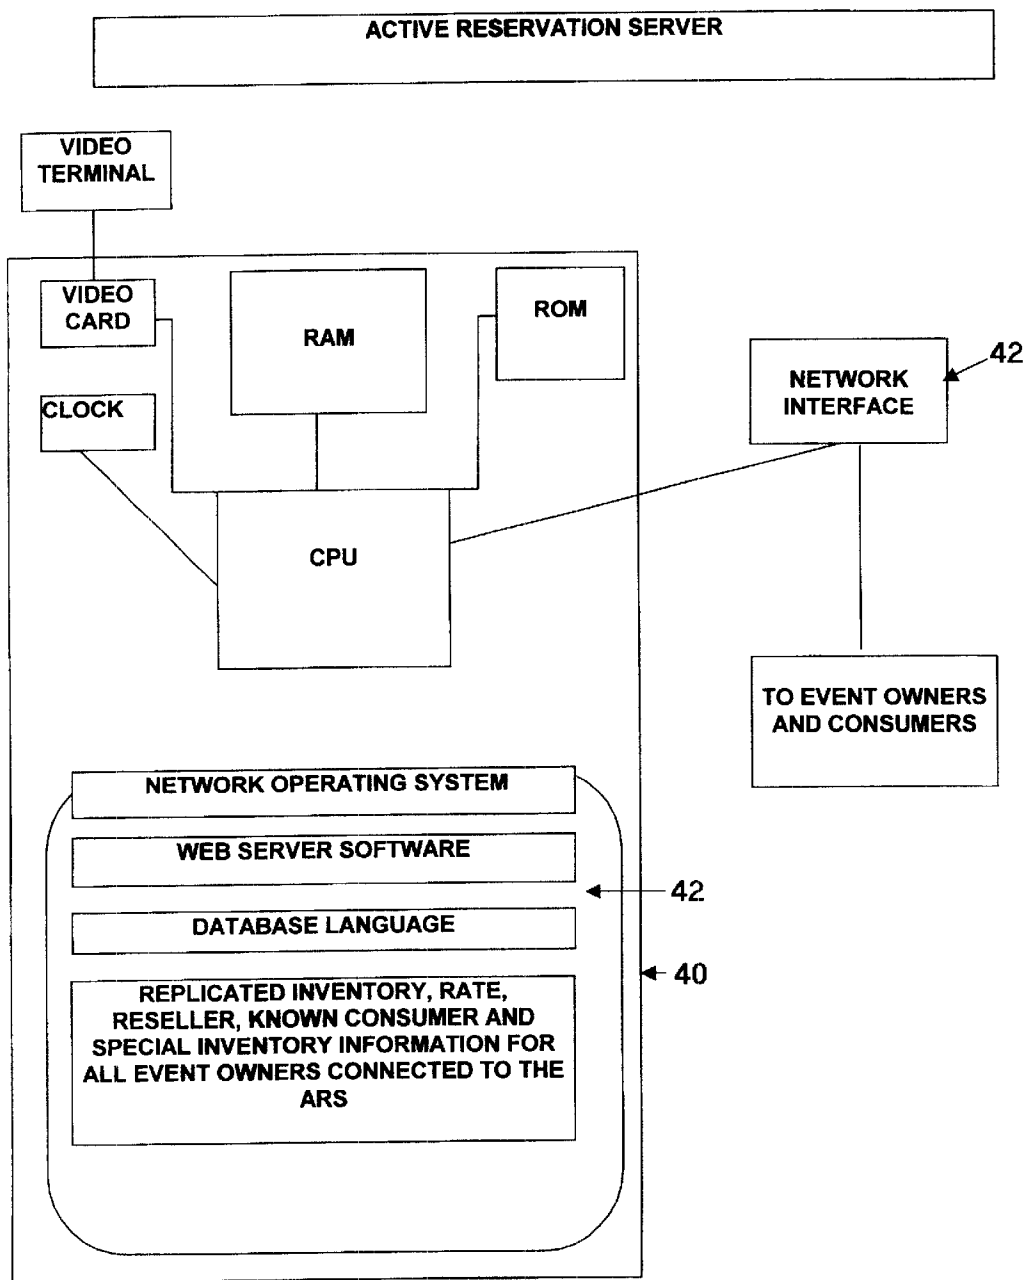 ACTIVE RESERVATION SERVER
VIDEO
TERMINAL
VIDEO
CARD
RAM
ROM
CLOCK
NETWORK
INTERFACE
42
CPU
TO EVENT OWNERS
AND CONSUMERS
NETWORK OPERATING SYSTEM
WEB SERVER SOFTWARE
42
DATABASE LANGUAGE
40
REPLICATED INVENTORY, RATE,
RESELLER, KNOWN CONSUMER AND
SPECIAL INVENTORY INFORMATION FOR
ALL EVENT OWNERS CONNECTED TO THE
ARS